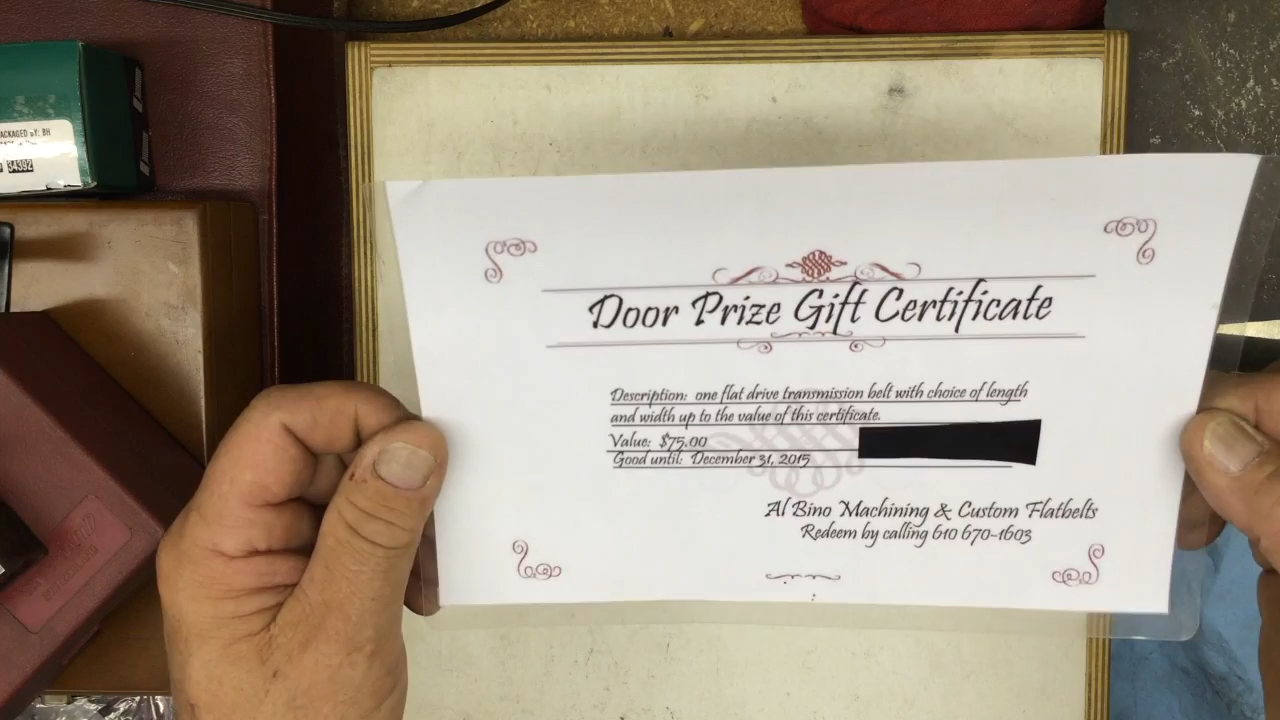 PACKAGED BY: BH
34392
Door Prize Gift Certificate
Description: one flat drive transmission belt with choice of length
and width up to the value of this certificate.
Value: $75.00
Good until: December 31, 2015
Al Bino Machining & Custom Flatbelts
Redeem by calling 610 670-1603